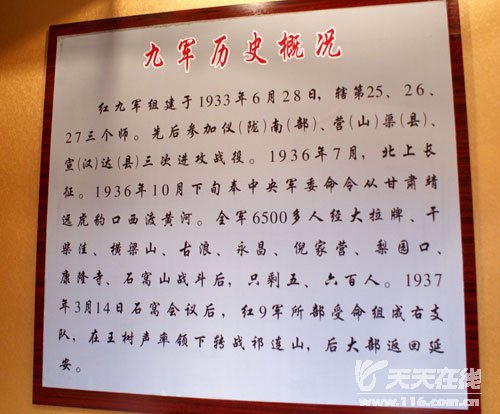 九军历史概况
红九军组建于1933年6月28日，辖第25、26、
27三个师。先后参加仪(陇)南(部)、营(山)渠(县)、
宣(汉)达(县)三次进攻战役。1936年7月，北上长
征。1936年10月下旬奉中央军委命令从甘肃靖
远虎豹口西渡黄河。全军6500多人经大拉牌、干
柴洼、横梁山、古浪、永昌、倪家营、梨园口、
康隆寺、石窝山战斗后，只剩五、六百人。1937
年3月14日石窝会议后，红9军所部受命组成右支
队，在王树声率领下转战祁连山，后大部返回延
安。
天天在线
www.116.com.cn